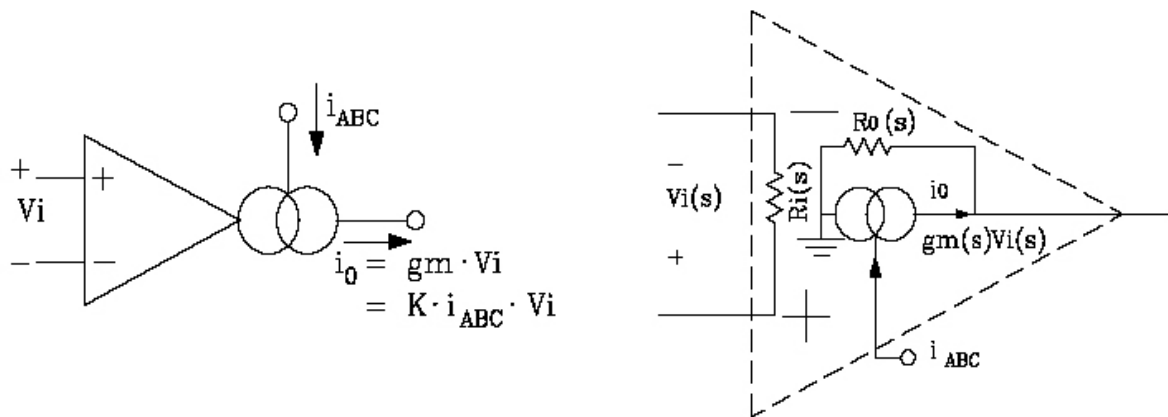 i ABC
+
+
Vi
−
−
i0 = gm · Vi
= K · i ABC · Vi
−
R0 (s)
−
Vi(s)
Ri(s)
i0
gm(s)Vi(s)
+
+
i ABC